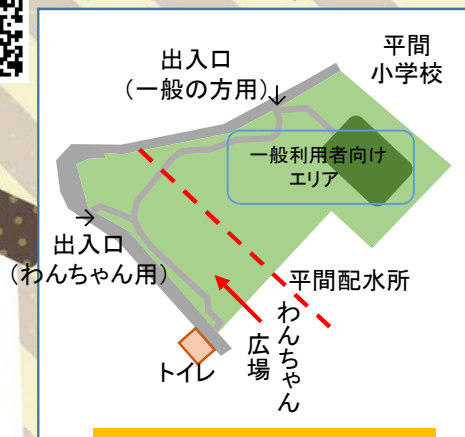 出入口
（一般の方用）
平間
小学校
一般利用者向け
エリア
出入口
（わんちゃん用）
平間配水所
わんちゃん
広場
トイレ